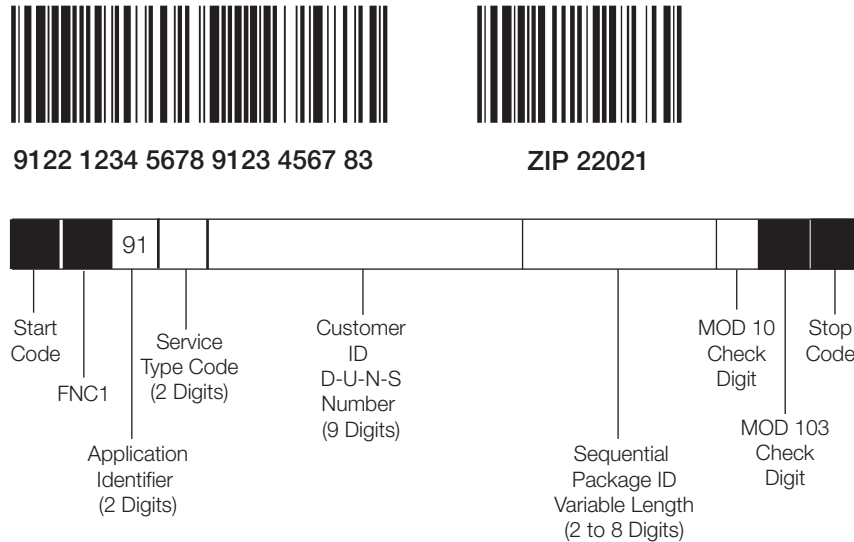 9122 1234 5678 9123 4567 83
ZIP 22021
91
Start
Code
FNC1
Application
Identifier
(2 Digits)
Service
Type Code
(2 Digits)
Customer
ID
D-U-N-S
Number
(9 Digits)
Sequential
Package ID
Variable Length
(2 to 8 Digits)
MOD 10
Check
Digit
MOD 103
Check
Digit
Stop
Code